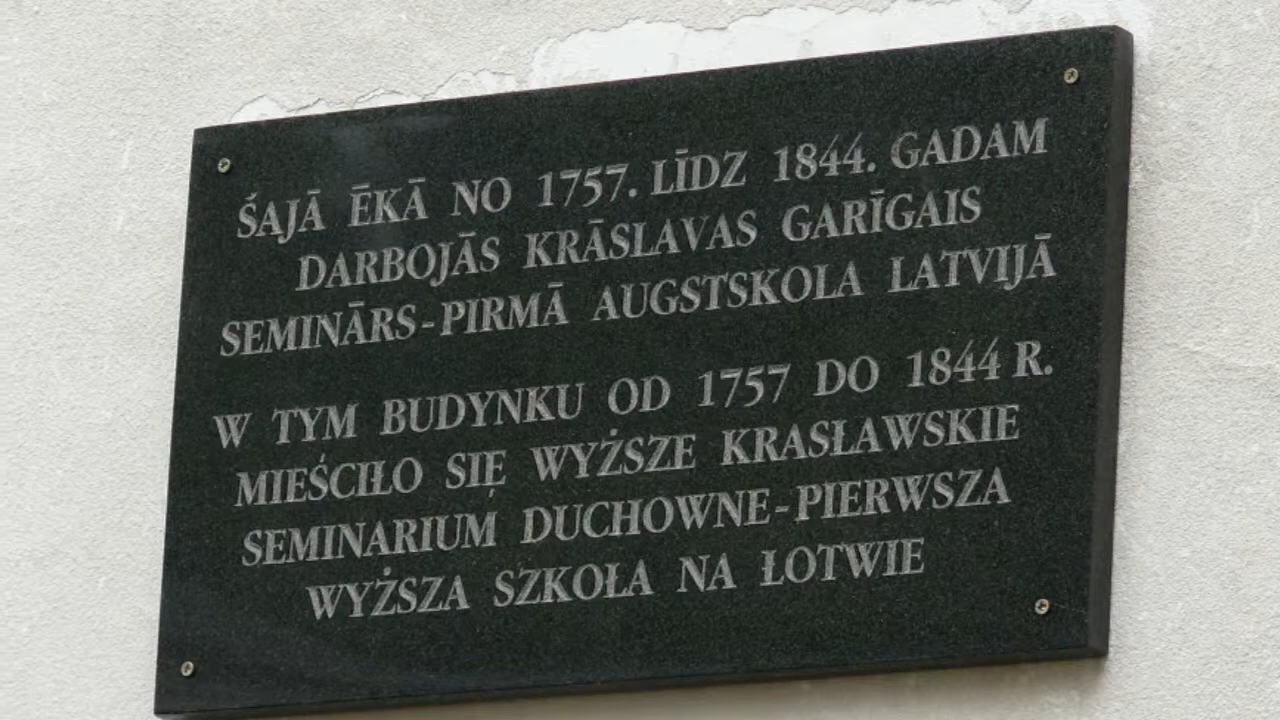 ŠAJĀ ĒKĀ NO 1757. LĪDZ 1844. GADAM
DARBOJĀS KRĀSLAVAS GARĪGAIS
SEMINĀRS-PIRMĀ AUGSTSKOLA LATVIJĀ
W TYM BUDYNKU OD 1757 DO 1844 R.
MIEŚCIŁO SIĘ WYŻSZE KRASŁAWSKIE
SEMINARIUM DUCHOWNE-PIERWSZA
WYŻSZA SZKOŁA NA ŁOTWIE